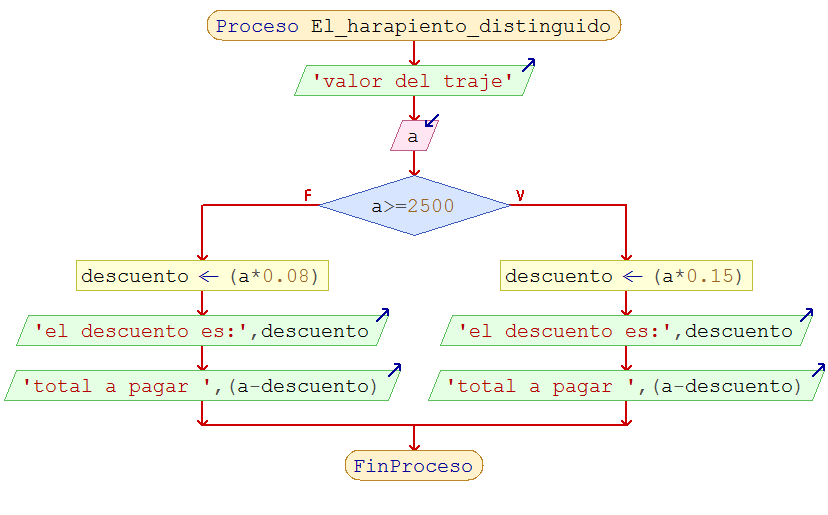 Proceso El_harapiento_distinguido
'valor del traje'
a
F
V
a>=2500
descuento ← (a*0.08)
descuento ← (a*0.15)
'el descuento es:',descuento
'el descuento es:',descuento
'total a pagar ',(a-descuento)
'total a pagar ',(a-descuento)
FinProceso